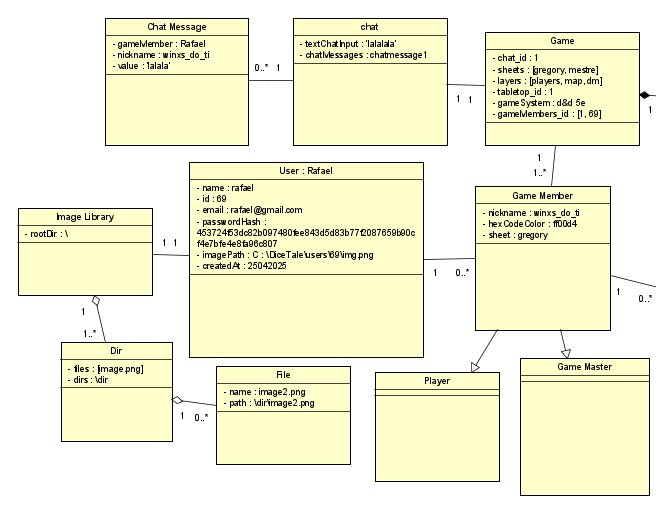 Chat Message
- gameMember : Rafael
- nickname : winxs_do_ti
- value : 'lalala'
0..* 1
chat
- textChatInput : 'lalalala'
- chatMessages : chatmessage1
1 1
Game
- chat_id : 1
- sheets : [gregory, mestre]
- layers : [players, map, dm]
- tabletop_id : 1
- gameSystem : d&d 5e
- gameMembers_id : [1, 69]
1
1
1..*
User : Rafael
- name : rafael
- id : 69
- email : rafael@gmail.com
- passwordHash :
453724f53dc82b097480fee843d5d83b77f2087659b90c
f4e7bfe4e8fa96c807
- imagePath : C : \DiceTale\users\69\img.png
- createdAt : 25042025
Game Member
- nickname : winxs_do_ti
- hexCodeColor : ff00d4
- sheet : gregory
Image Library
- rootDir : \
1 1
1 0..*
1
0..*
1
1..*
Dir
- files : [image.png]
- dirs : \dir
1 0..*
File
- name : image2.png
- path : \dir\image2.png
Player
Game Master